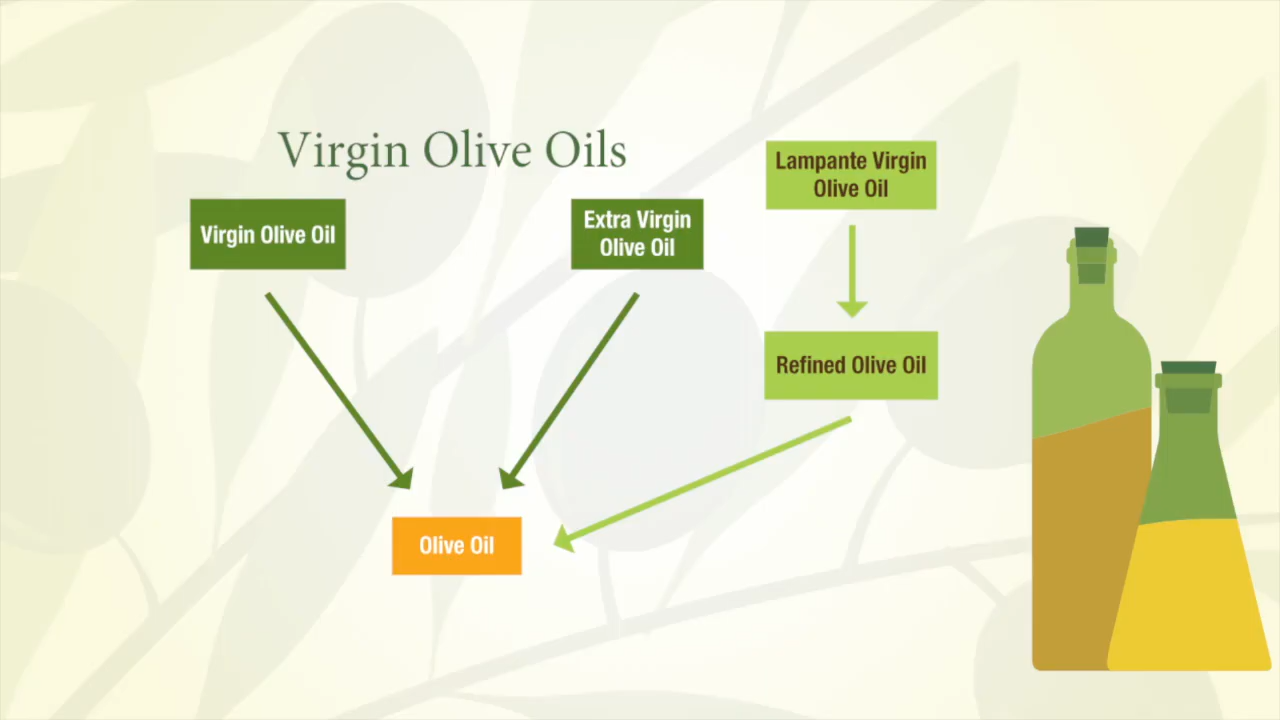 Virgin Olive Oils
Virgin Olive Oil
Extra Virgin
Olive Oil
Lampante Virgin
Olive Oil
Refined Olive Oil
Olive Oil